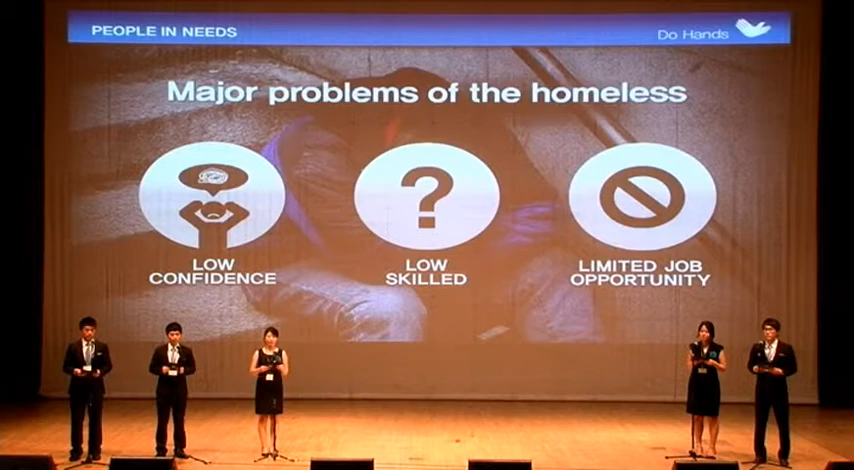 PEOPLE IN NEEDS
Do Hands
Major problems of the homeless
?
LOW
CONFIDENCE
LOW
SKILLED
LIMITED JOB
OPPORTUNITY